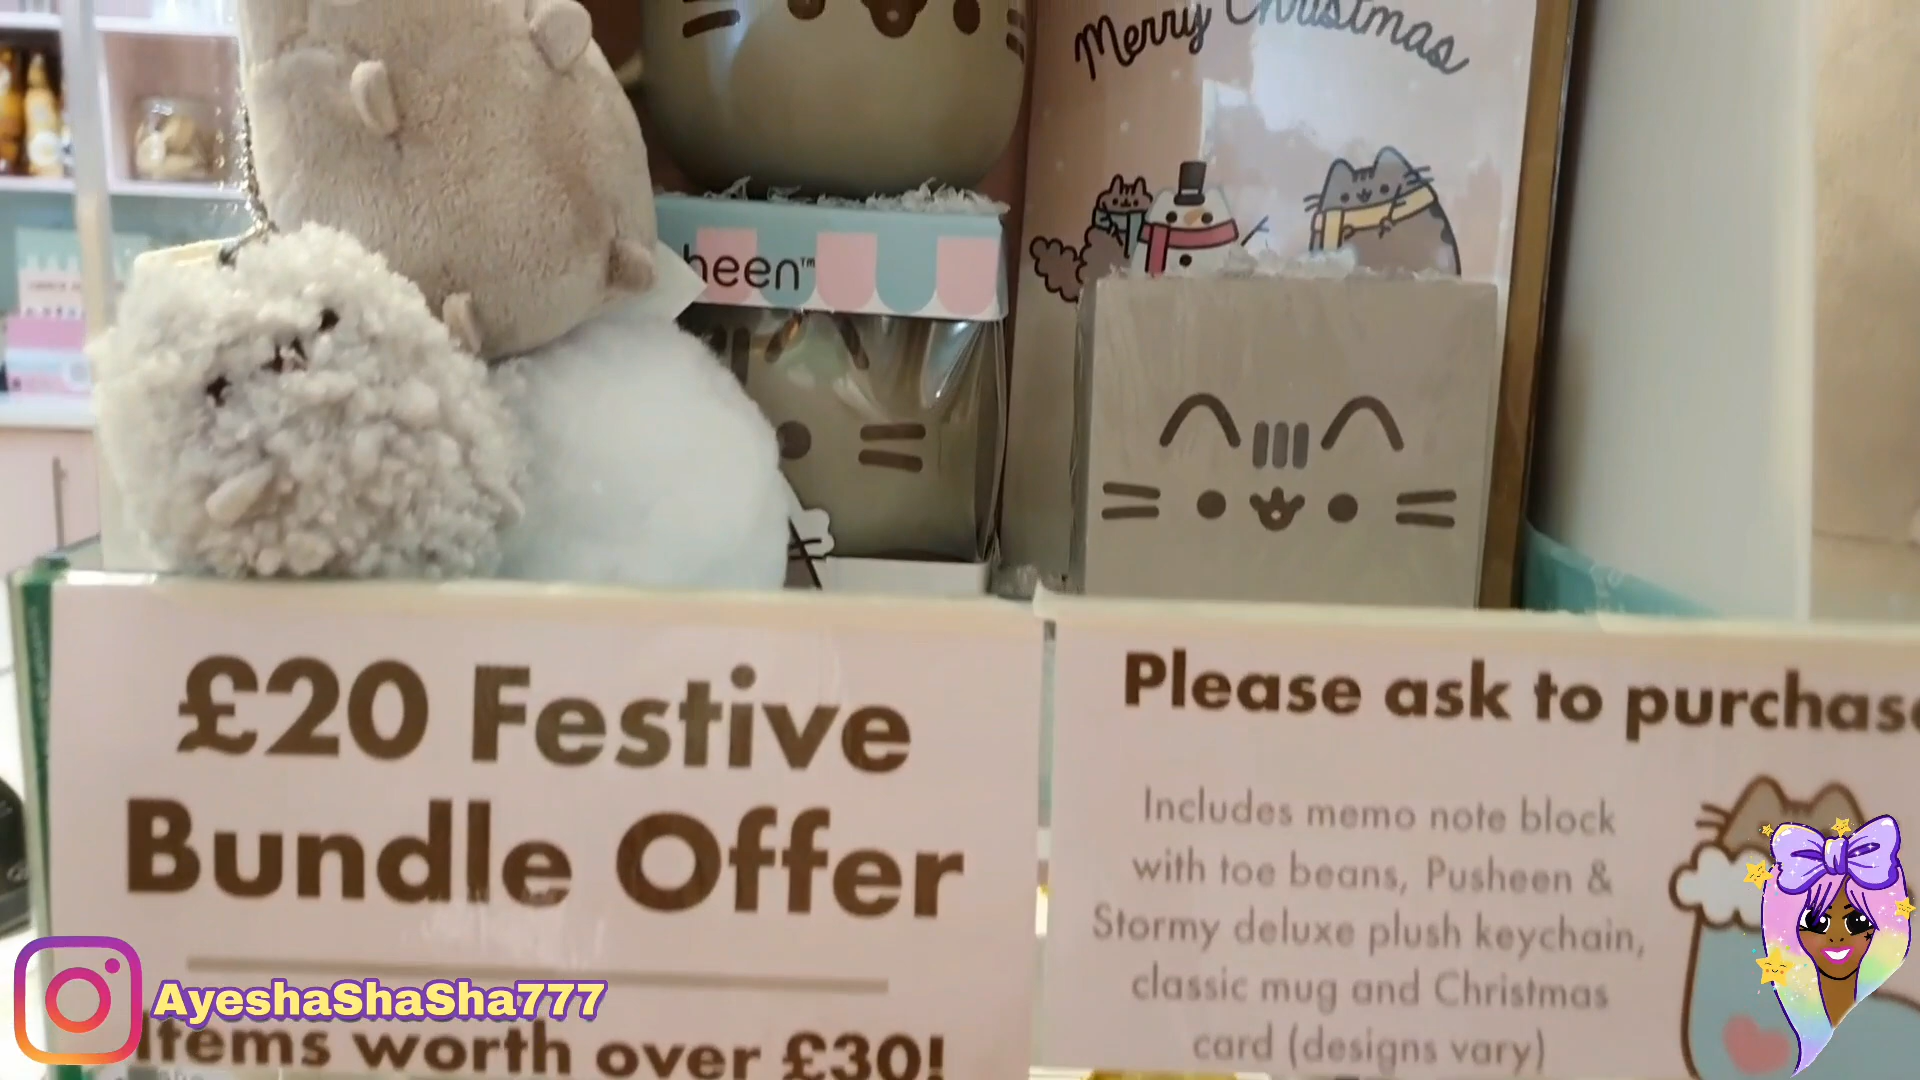 Merry Christmas
heen™
£20 Festive
Bundle Offer
Items worth over £30!
Please ask to purchase
Includes memo note block
with toe beans, Pusheen &
Stormy deluxe plush keychain,
classic mug and Christmas
card (designs vary)
AyeshaShaSha777